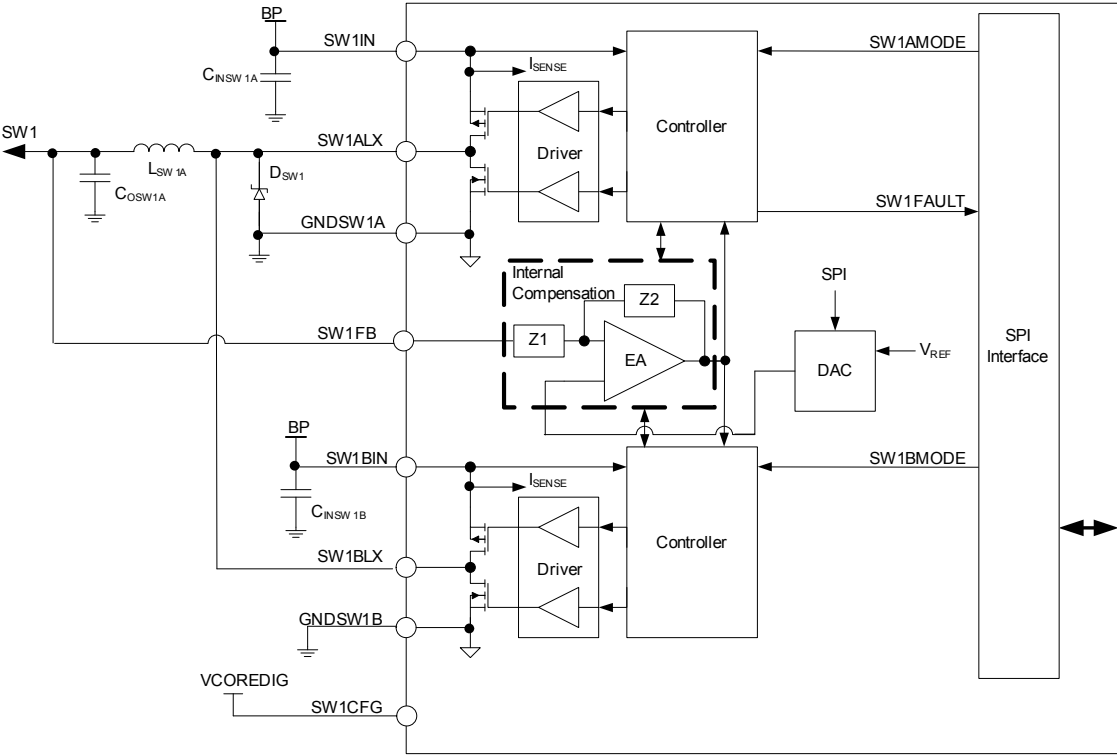 BP
SW1IN
SW1AMODE
CINSW1A
ISENSE
Controller
SW1
SW1ALX
Driver
LSW1A
DSW1
COSW1A
SW1FAULT
GNDSW1A
Internal
Compensation
SPI
Z2
SW1FB
Z1
EA
VREF
DAC
SPI
Interface
BP
SW1BIN
SW1BMODE
ISENSE
CINSW1B
Controller
SW1BLX
Driver
GNDSW1B
VCOREDIG
SW1CFG